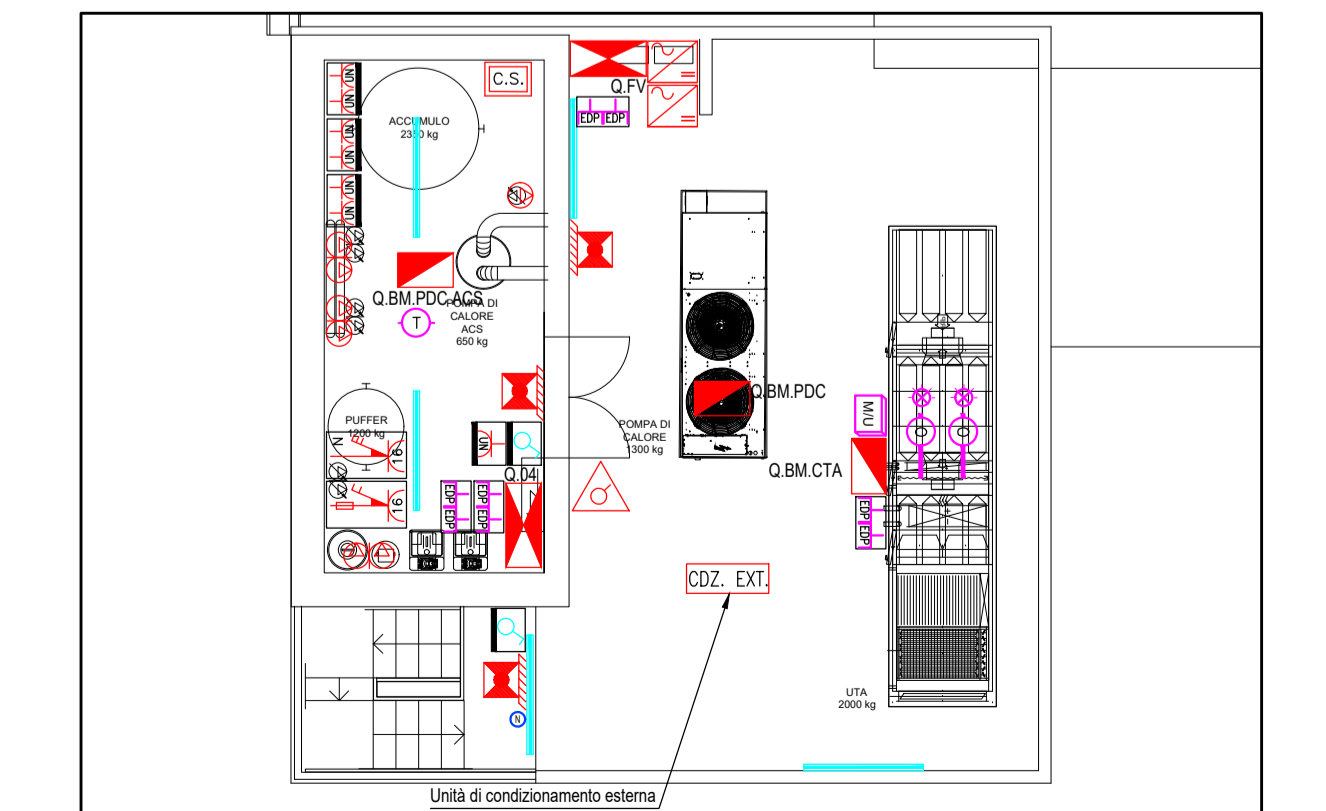 C.S.
Q.FV
EDP EDP
UN
UN
UN
UN
UN
UN
ACCUMULO
2350 kg
Q.BM.PDC.ACS
POMPA DI
CALORE
ACS
650 kg
T
PUFFER
1200 kg
N
16
16
UN
Q.04
EDP EDP
EDP EDP
POMPA DI
CALORE
1300 kg
Q.BM.PDC
M/U
Q.BM.CTA
EDP EDP
CDZ. EXT.
UTA
2000 kg
N
Unità di condizionamento esterna